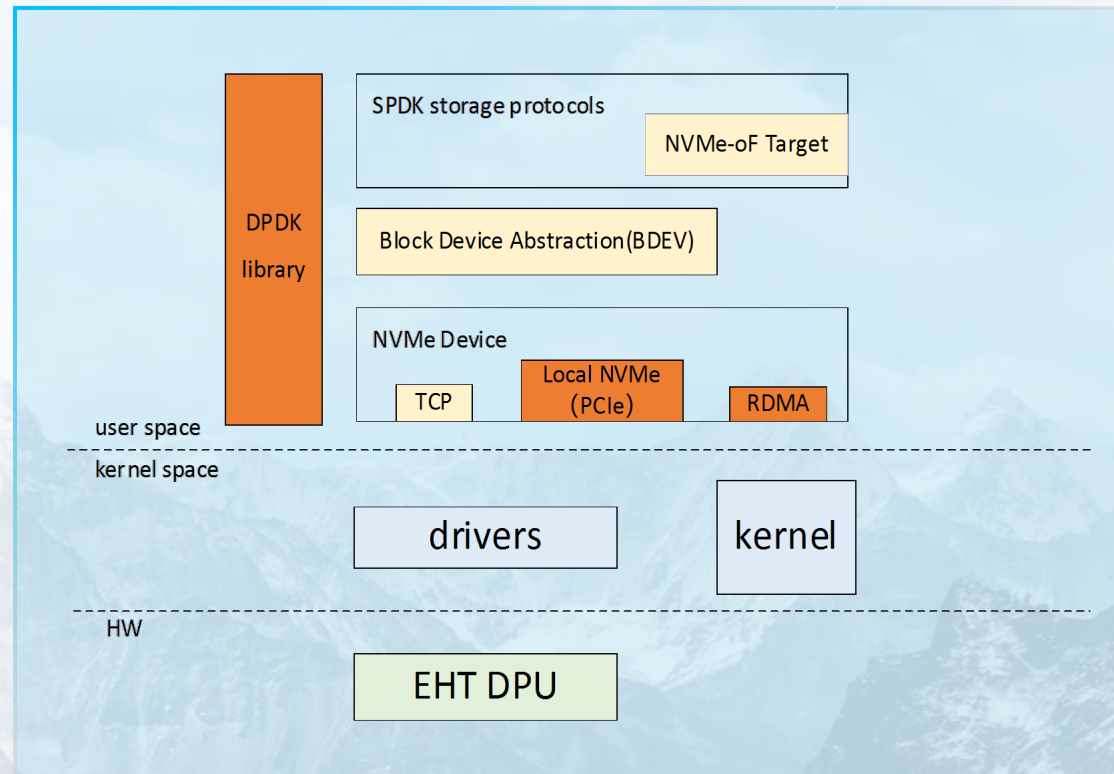 SPDK storage protocols
NVMe-oF Target
DPDK
library
Block Device Abstraction(BDEV)
NVMe Device
TCP
Local NVMe
(PCIe)
RDMA
user space
kernel space
drivers
kernel
HW
EHT DPU